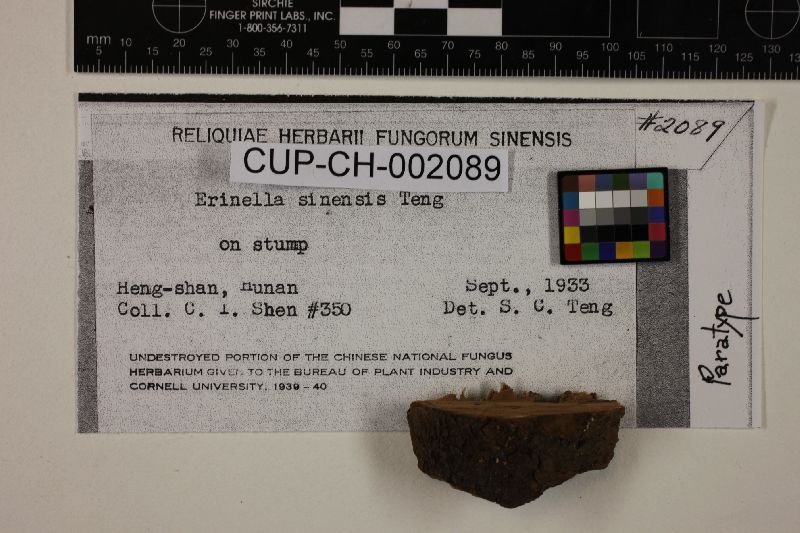 SIRCHIE
FINGER PRINT LABS., INC.
1-800-356-7311
mm 5 10 15 20 25 30 35 40 45 50 55 60 65 70 75 80 85 90 95 100 105 110 115 120 125 130 135
#2089
RELIQUIAE HERBARII FUNGORUM SINENSIS
CUP-CH-002089
Erinella sinensis Teng
on stump
Heng-shan, Hunan Sept., 1933
Coll. C. I. Shen #350 Det. S. C. Teng
UNDESTROYED PORTION OF THE CHINESE NATIONAL FUNGUS
HERBARIUM GIVEN TO THE BUREAU OF PLANT INDUSTRY AND
CORNELL UNIVERSITY, 1939 - 40
Paratype